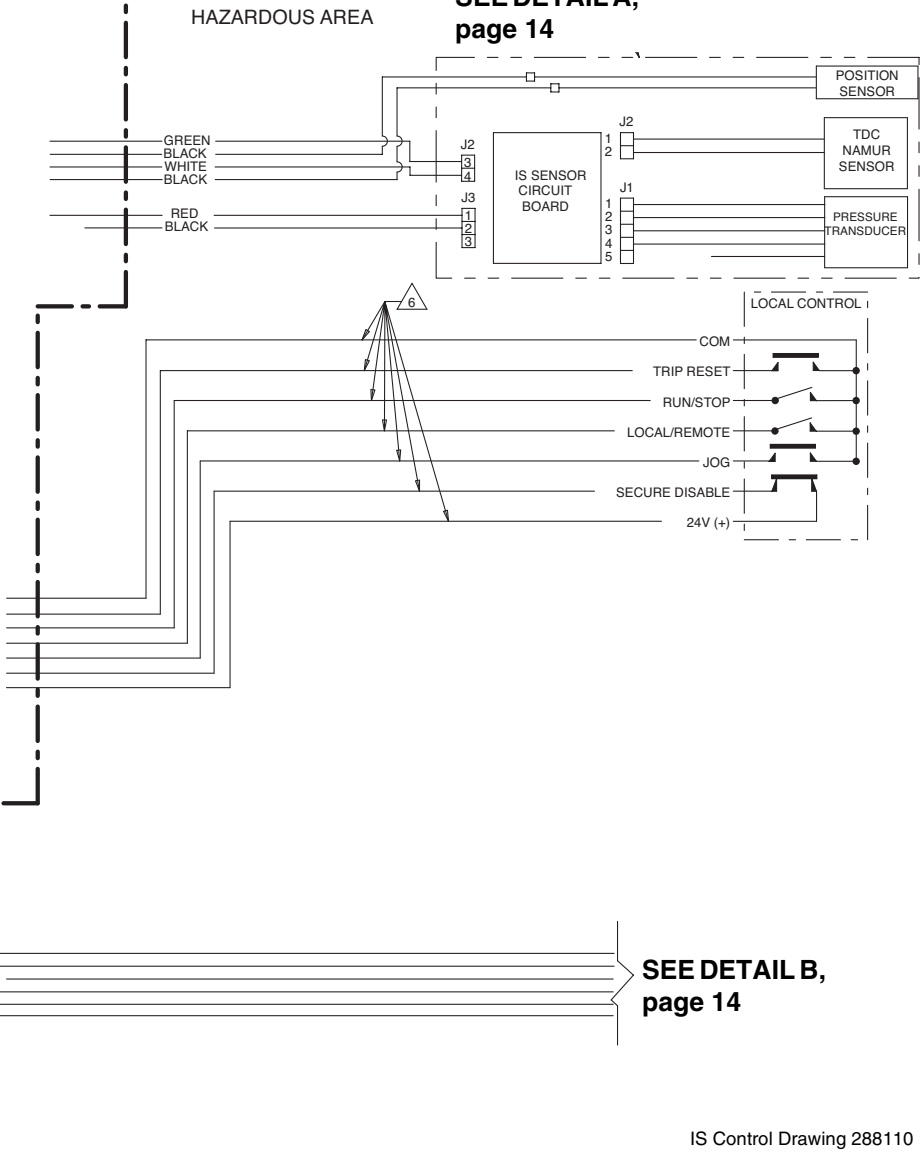 HAZARDOUS AREA
SEE DETAIL A,
page 14
POSITION
SENSOR
GREEN
BLACK
WHITE
BLACK
RED
BLACK
J2
3
4
J3
1
2
3
IS SENSOR
CIRCUIT
BOARD
J2
1
2
J1
1
2
3
4
5
TDC
NAMUR
SENSOR
PRESSURE
TRANSDUCER
6
LOCAL CONTROL
COM
TRIP RESET
RUN/STOP
LOCAL/REMOTE
JOG
SECURE DISABLE
24V (+)
SEE DETAIL B,
page 14
IS Control Drawing 288110